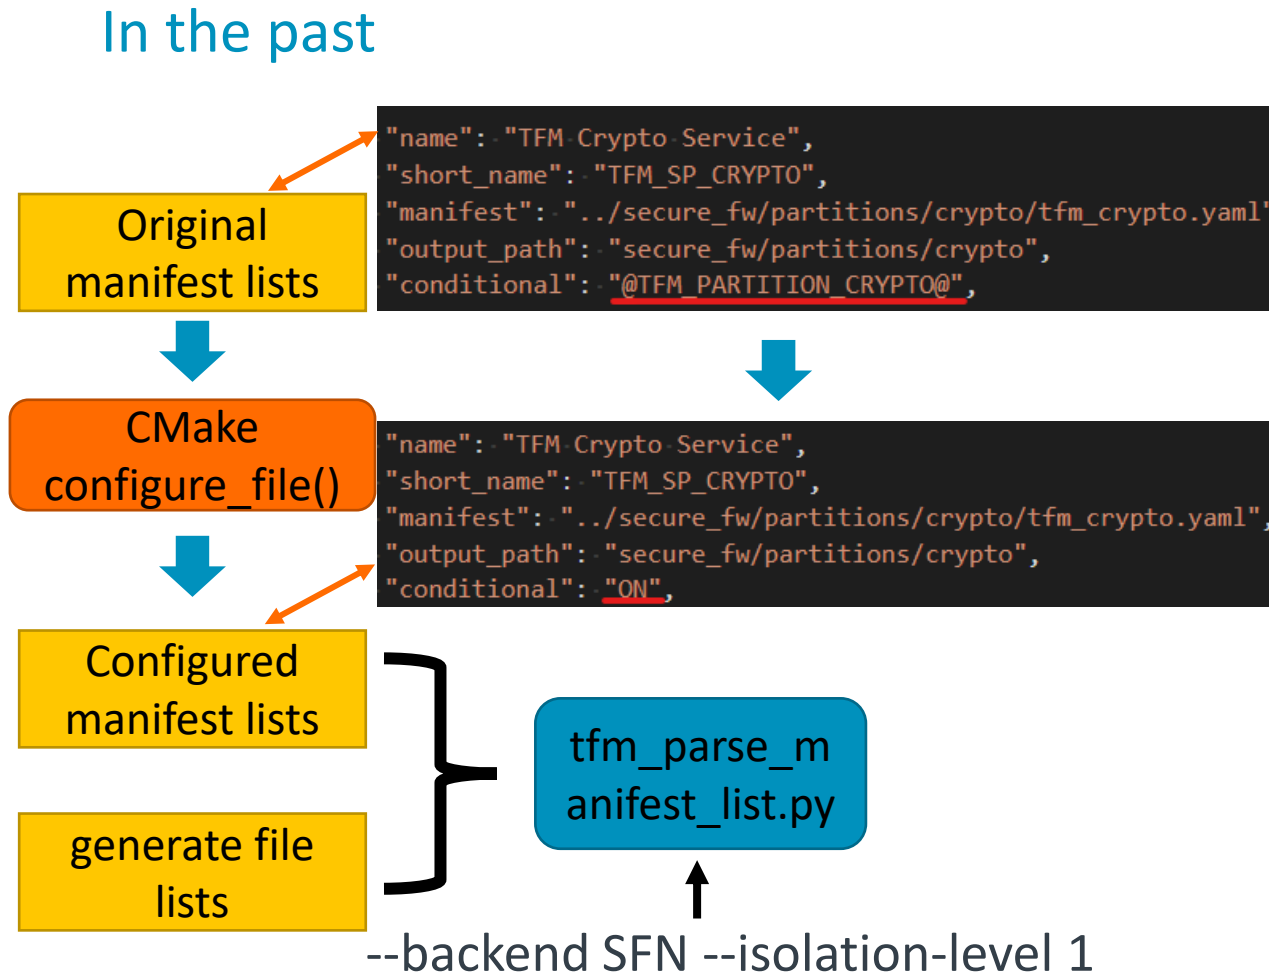 In the past
"name": "TFM Crypto Service",
"short_name": "TFM_SP_CRYPTO",
"manifest": "../secure_fw/partitions/crypto/tfm_crypto.yaml"
"output_path": "secure_fw/partitions/crypto",
"conditional": "@TFM_PARTITION_CRYPTO@",
Original
manifest lists
CMake
configure_file()
"name": "TFM Crypto Service",
"short_name": "TFM_SP_CRYPTO",
"manifest": "../secure_fw/partitions/crypto/tfm_crypto.yaml",
"output_path": "secure_fw/partitions/crypto",
"conditional": "ON",
Configured
manifest lists
generate file
lists
tfm_parse_m
anifest_list.py
--backend SFN --isolation-level 1